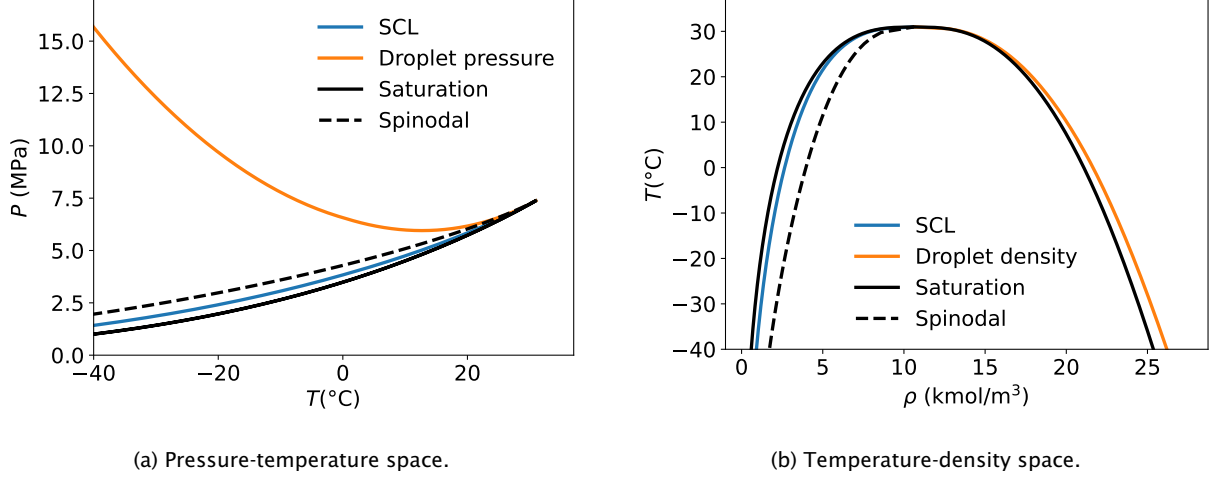 15.0
12.5
10.0
7.5
5.0
2.5
0.0
P (MPa)
−40
−20
0
20
T(°C)
SCL
Droplet pressure
Saturation
Spinodal
(a) Pressure-temperature space.
30
20
10
0
−10
−20
−30
−40
T(°C)
0
5
10
15
20
25
ρ (kmol/m³)
SCL
Droplet density
Saturation
Spinodal
(b) Temperature-density space.